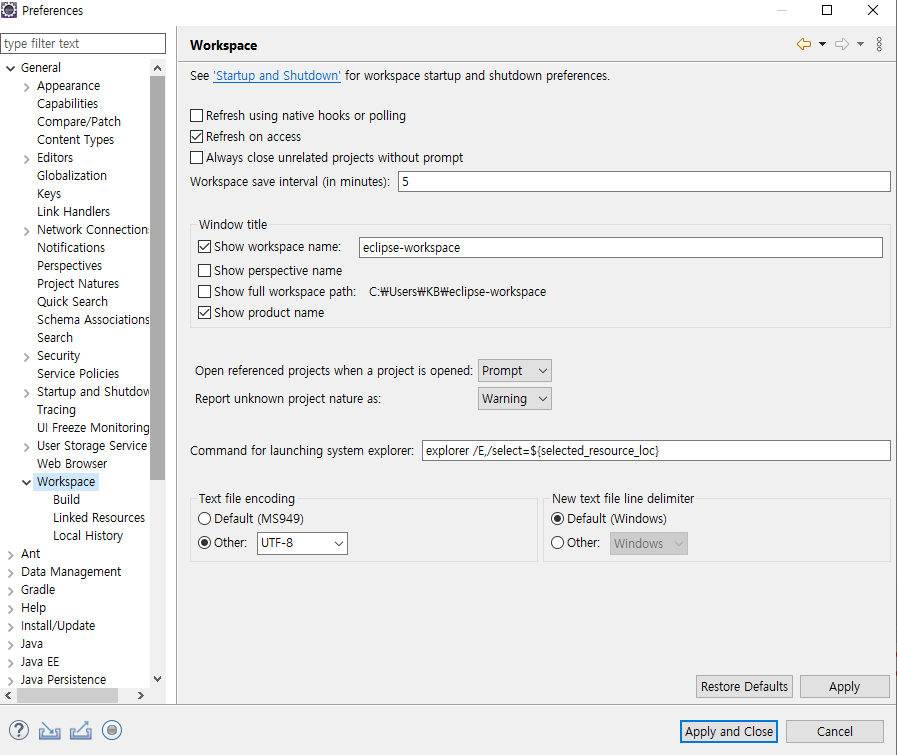 Preferences
type filter text
General
Appearance
Capabilities
Compare/Patch
Content Types
Editors
Globalization
Keys
Link Handlers
Network Connection
Notifications
Perspectives
Project Natures
Quick Search
Schema Associations
Search
Security
Service Policies
Startup and Shutdow
Tracing
UI Freeze Monitoring
User Storage Service
Web Browser
Workspace
Build
Linked Resources
Local History
Ant
Data Management
Gradle
Help
Install/Update
Java
Java EE
Java Persistence
Workspace
See 'Startup and Shutdown' for workspace startup and shutdown preferences.
Refresh using native hooks or polling
Refresh on access
Always close unrelated projects without prompt
Workspace save interval (in minutes): 5
Window title
Show workspace name: eclipse-workspace
Show perspective name
Show full workspace path: C:₩Users₩KB₩eclipse-workspace
Show product name
Open referenced projects when a project is opened: Prompt
Report unknown project nature as: Warning
Command for launching system explorer: explorer /E,/select=${selected_resource_loc}
Text file encoding
Default (MS949)
Other: UTF-8
New text file line delimiter
Default (Windows)
Other: Windows
Restore Defaults Apply
? Apply and Close Cancel